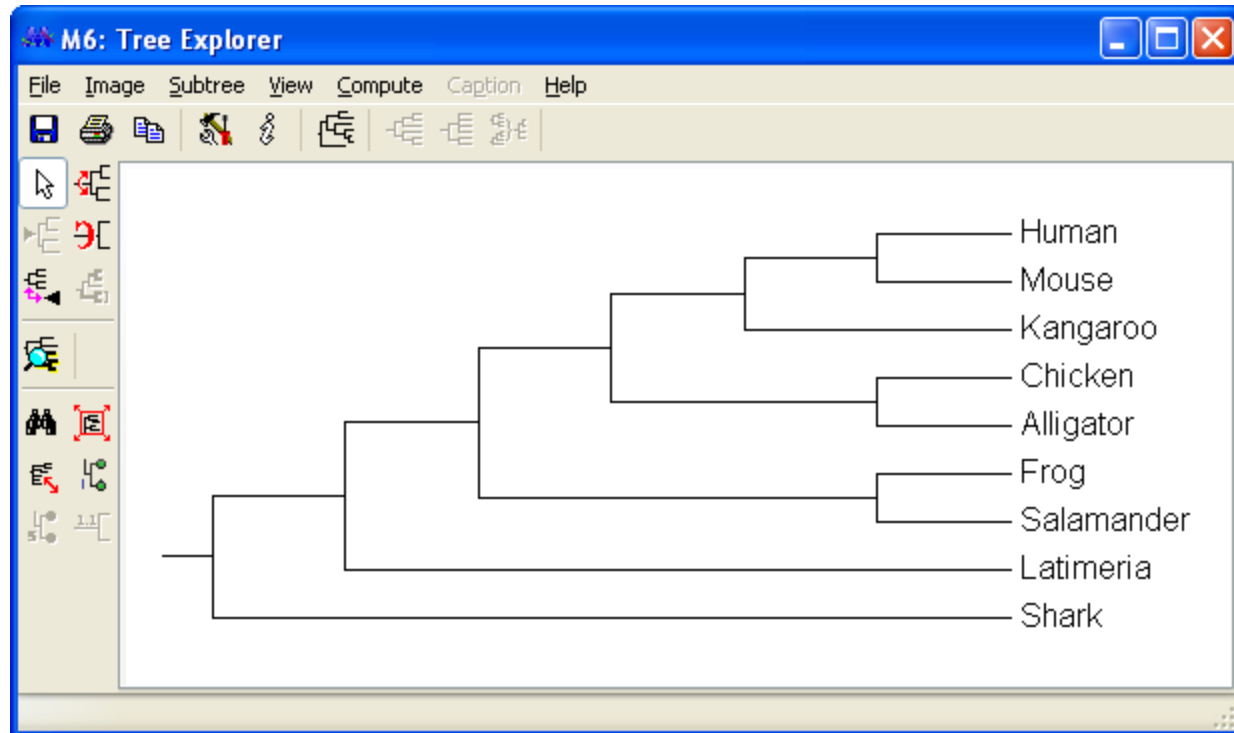 M6: Tree Explorer
File Image Subtree View Compute Caption Help
Human
Mouse
Kangaroo
Chicken
Alligator
Frog
Salamander
Latimeria
Shark